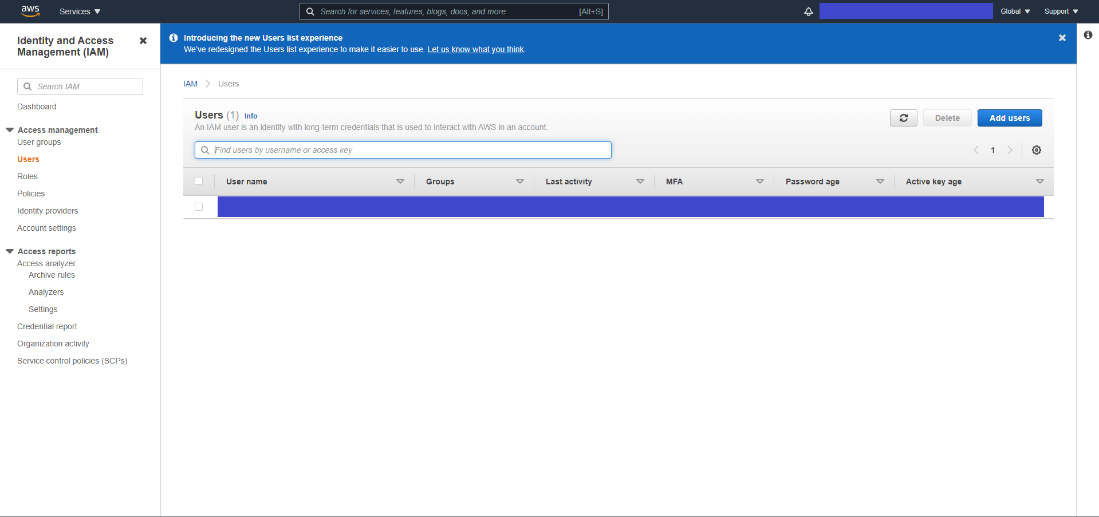 aws
Services
Search for services, features, blogs, docs, and more
[Alt+S]
Global
Support
Identity and Access
Management (IAM)
Search IAM
Dashboard
Access management
User groups
Users
Roles
Policies
Identity providers
Account settings
Access reports
Access analyzer
Archive rules
Analyzers
Settings
Credential report
Organization activity
Service control policies (SCPs)
Introducing the new Users list experience
We've redesigned the Users list experience to make it easier to use. Let us know what you think.
IAM > Users
Users (1) Info
An IAM user is an identity with long-term credentials that is used to interact with AWS in an account.
Delete
Add users
Find users by username or access key
1
User name
Groups
Last activity
MFA
Password age
Active key age